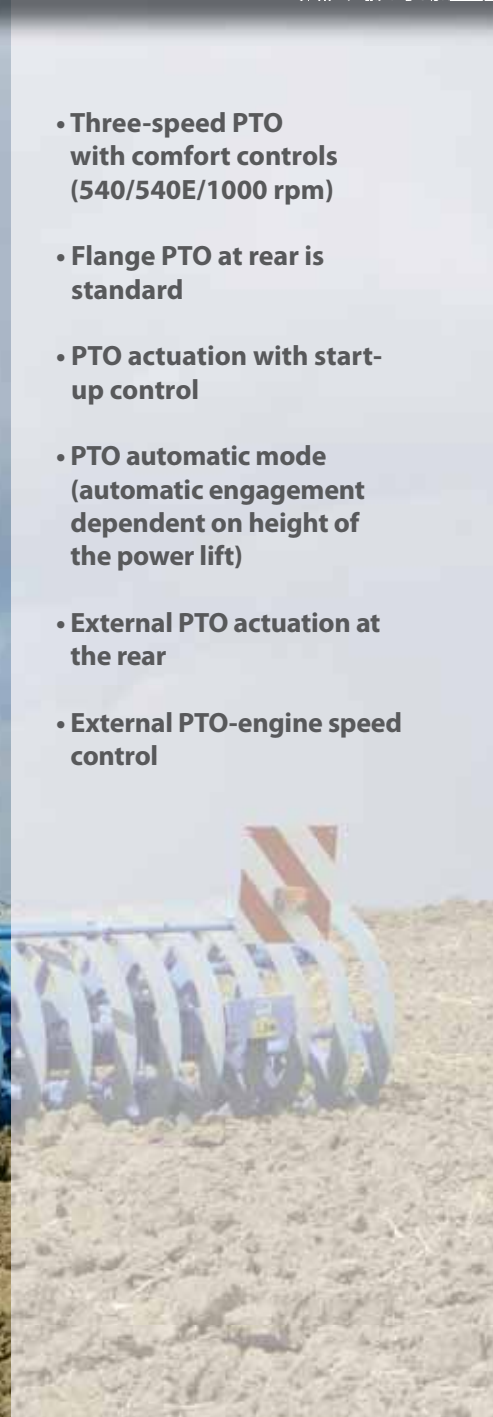 • Three-speed PTO
with comfort controls
(540/540E/1000 rpm)
• Flange PTO at rear is
standard
• PTO actuation with start-
up control
• PTO automatic mode
(automatic engagement
dependent on height of
the power lift)
• External PTO actuation at
the rear
• External PTO-engine speed
control